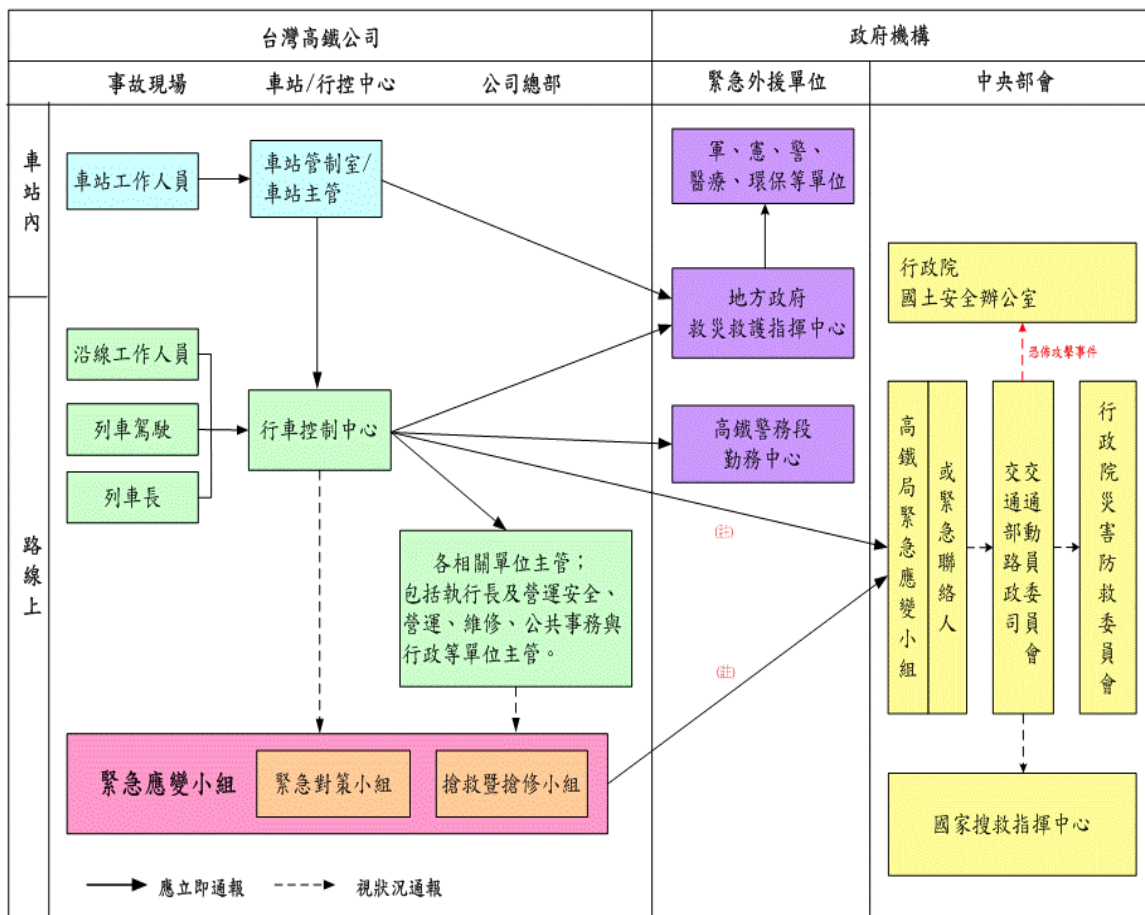 台灣高鐵公司
政府機構
事故現場
車站/行控中心
公司總部
緊急外援單位
中央部會
車站內
車站工作人員
車站管制室/
車站主管
軍、憲、警、
醫療、環保等單位
地方政府
救災救護指揮中心
行政院
國土安全辦公室
恐怖攻擊事件
路線上
沿線工作人員
列車駕駛
列車長
行車控制中心
高鐵警務段
勤務中心
各相關單位主管；
包括執行長及營運安全、
營運、維修、公共事務與
行政等單位主管。
(註)
(註)
高鐵局緊急應變小組
或緊急聯絡人
交通部路政司
交通動員委員會
行政院災害防救委員會
緊急應變小組
緊急對策小組
搶救暨搶修小組
國家搜救指揮中心
應立即通報
視狀況通報